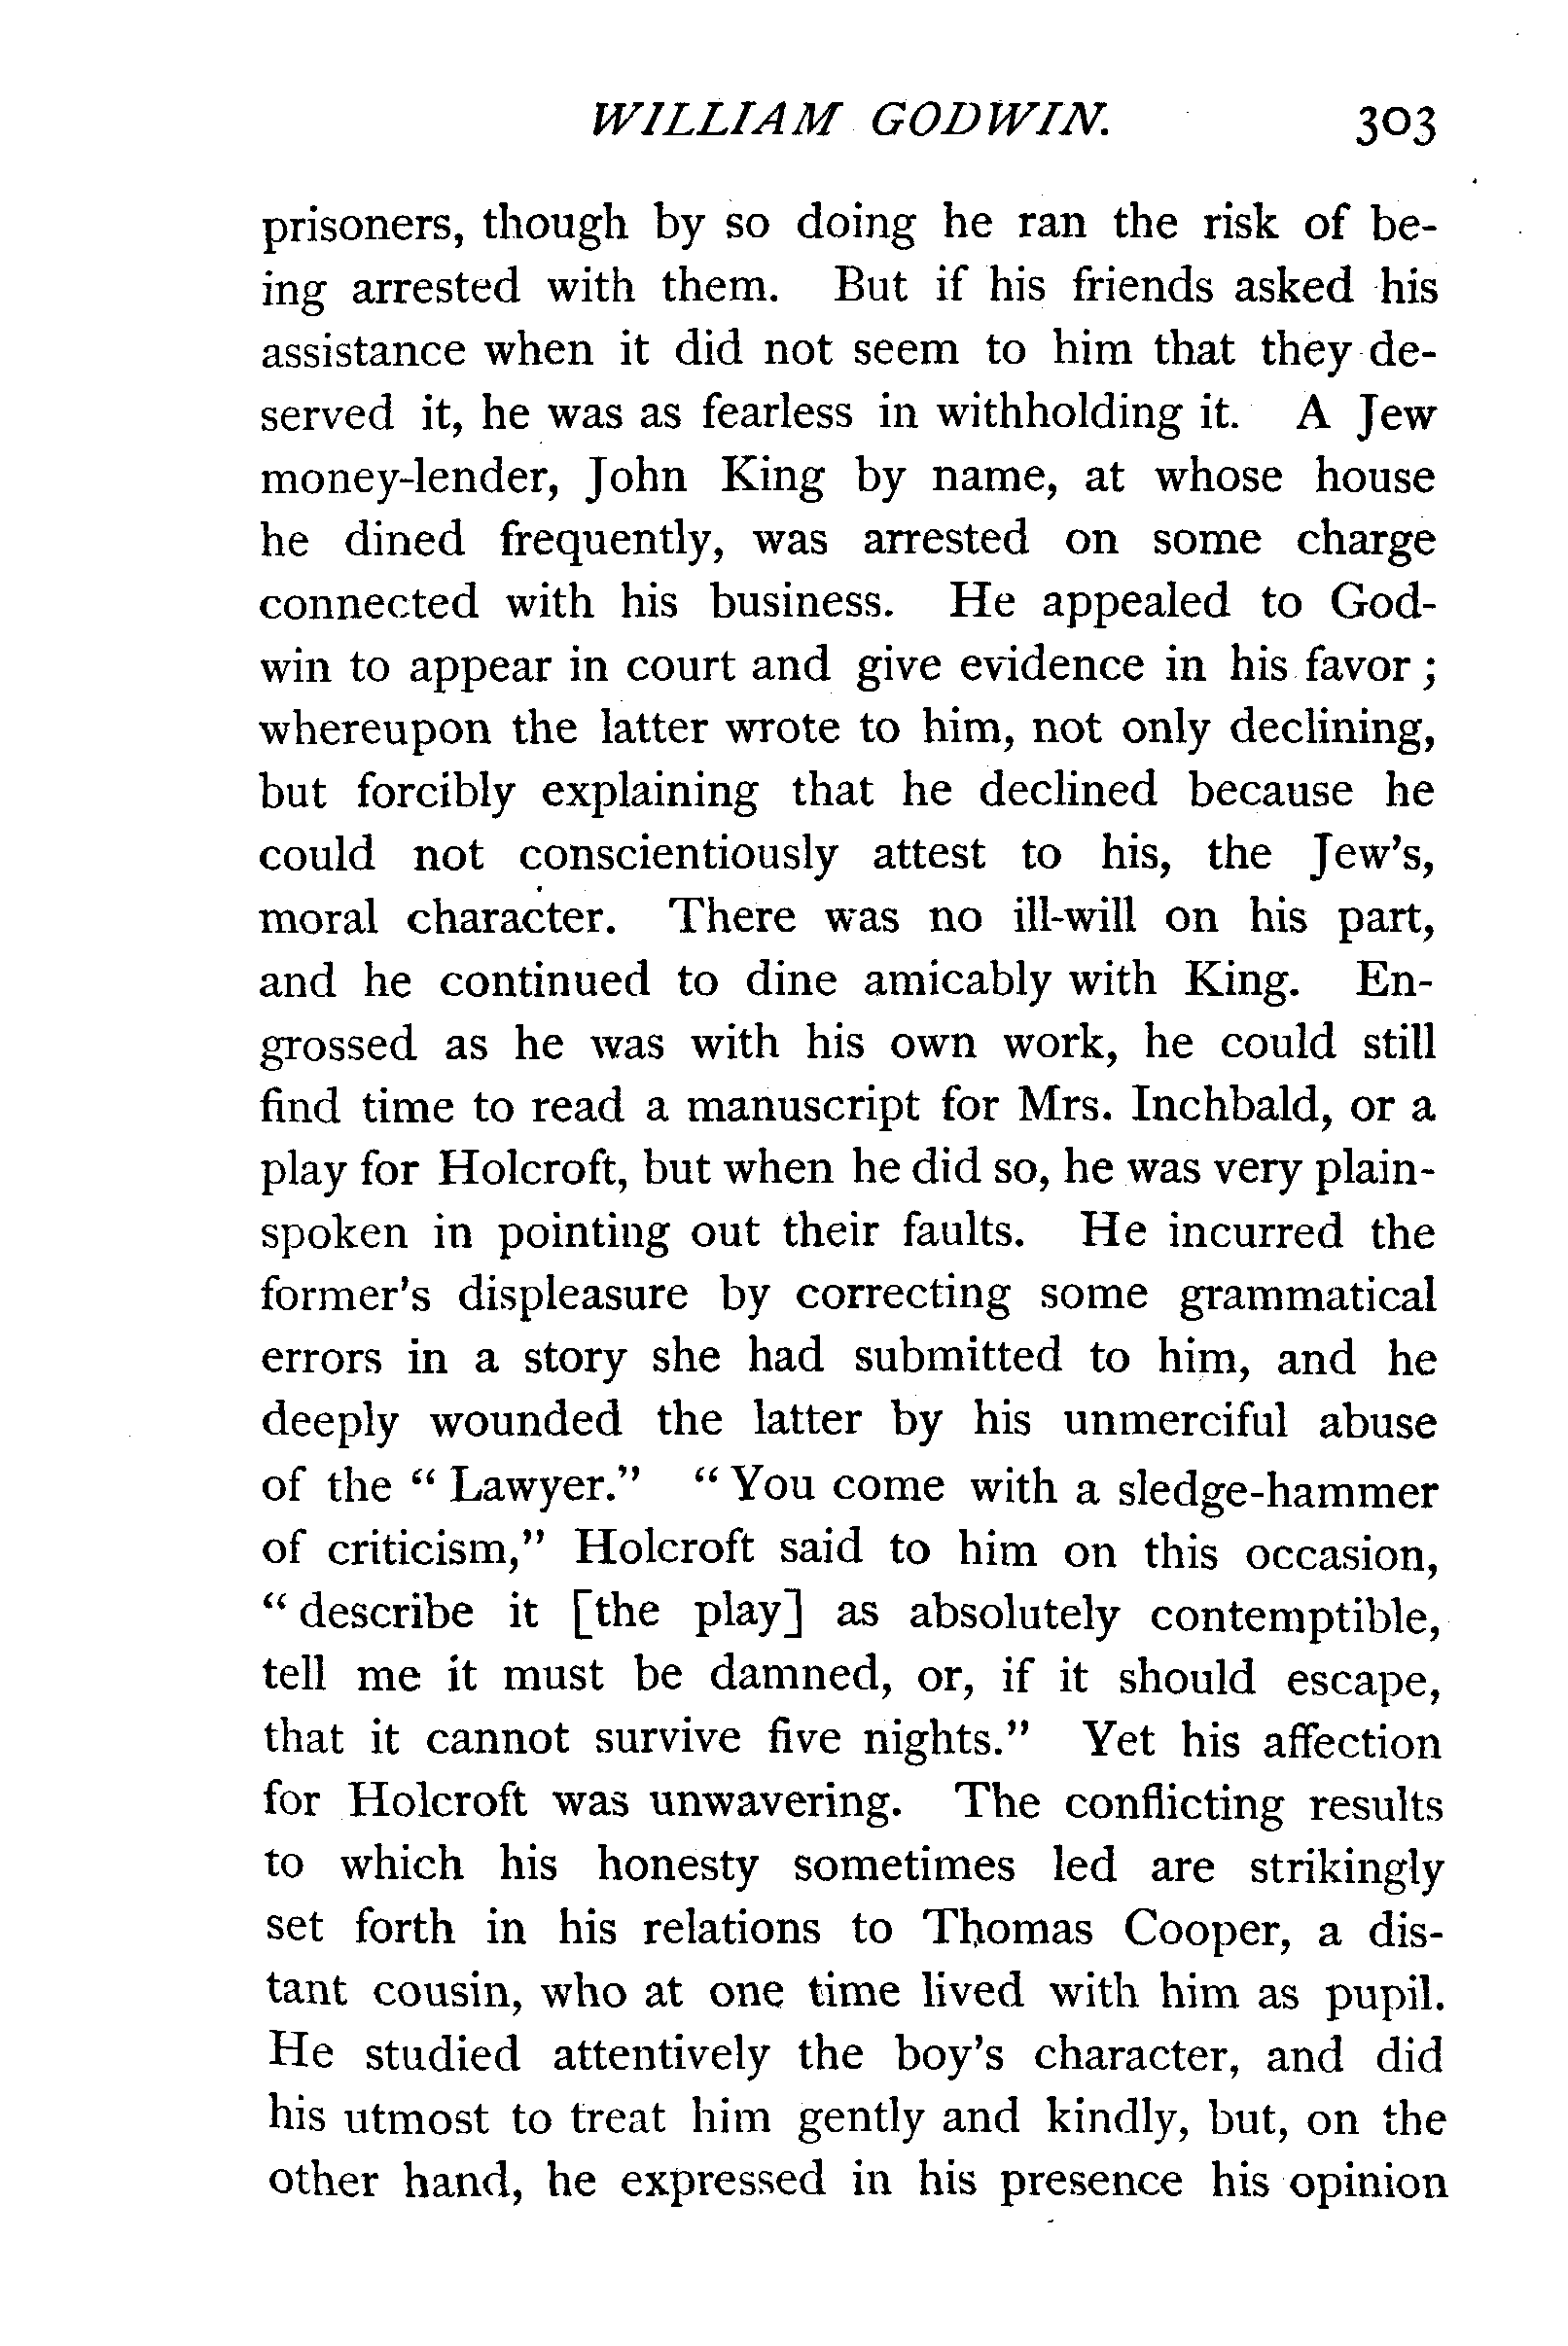 WILLIAM GODWIN. 303
prisoners, though by so doing he ran the risk of be-
ing arrested with them. But if his friends asked his
assistance when it did not seem to him that they de-
served it, he was as fearless in withholding it. A Jew
money-lender, John King by name, at whose house
he dined frequently, was arrested on some charge
connected with his business. He appealed to God-
win to appear in court and give evidence in his favor;
whereupon the latter wrote to him, not only declining,
but forcibly explaining that he declined because he
could not conscientiously attest to his, the Jew's,
moral character. There was no ill-will on his part,
and he continued to dine amicably with King. En-
grossed as he was with his own work, he could still
find time to read a manuscript for Mrs. Inchbald, or a
play for Holcroft, but when he did so, he was very plain-
spoken in pointing out their faults. He incurred the
former's displeasure by correcting some grammatical
errors in a story she had submitted to him, and he
deeply wounded the latter by his unmerciful abuse
of the "Lawyer." "You come with a sledge-hammer
of criticism," Holcroft said to him on this occasion,
"describe it [the play] as absolutely contemptible,
tell me it must be damned, or, if it should escape,
that it cannot survive five nights." Yet his affection
for Holcroft was unwavering. The conflicting results
to which his honesty sometimes led are strikingly
set forth in his relations to Thomas Cooper, a dis-
tant cousin, who at one time lived with him as pupil.
He studied attentively the boy's character, and did
his utmost to treat him gently and kindly, but, on the
other hand, he expressed in his presence his opinion